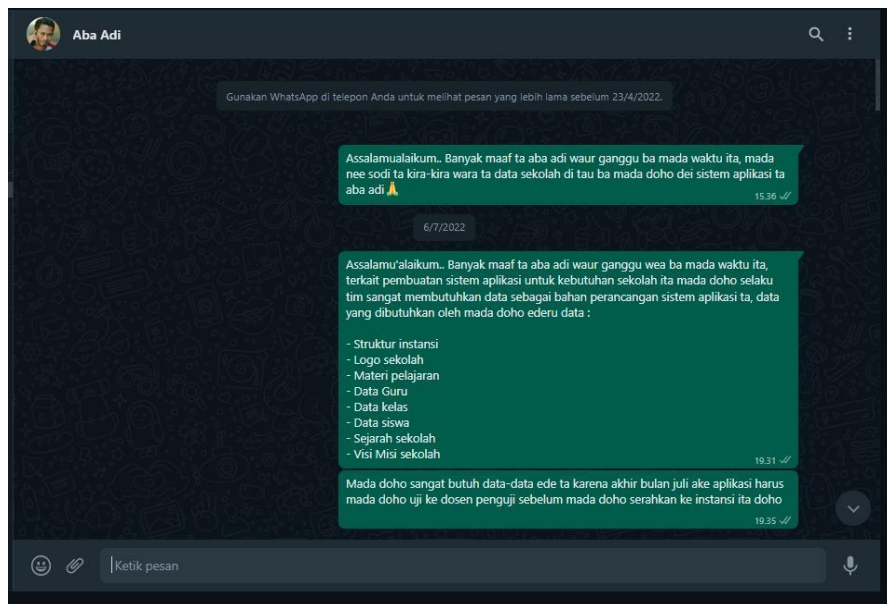 Aba Adi
Gunakan WhatsApp di telepon Anda untuk melihat pesan yang lebih lama sebelum 23/4/2022.
Assalamualaikum.. Banyak maaf ta aba adi waur ganggu ba mada waktu ita, mada
nee sodi ta kira-kira wara ta data sekolah di tau ba mada doho dei sistem aplikasi ta
aba adi🙏
15.36
6/7/2022
Assalamu'alaikum.. Banyak maaf ta aba adi waur ganggu wea ba mada waktu ita,
terkait pembuatan sistem aplikasi untuk kebutuhan sekolah ita mada doho selaku
tim sangat membutuhkan data sebagai bahan perancangan sistem aplikasi ta, data
yang dibutuhkan oleh mada doho ederu data :
- Struktur instansi
- Logo sekolah
- Materi pelajaran
- Data Guru
- Data kelas
- Data siswa
- Sejarah sekolah
- Visi Misi sekolah
19.31
Mada doho sangat butuh data-data ede ta karena akhir bulan juli ake aplikasi harus
mada doho uji ke dosen penguji sebelum mada doho serahkan ke instansi ita doho
19.35
Ketik pesan